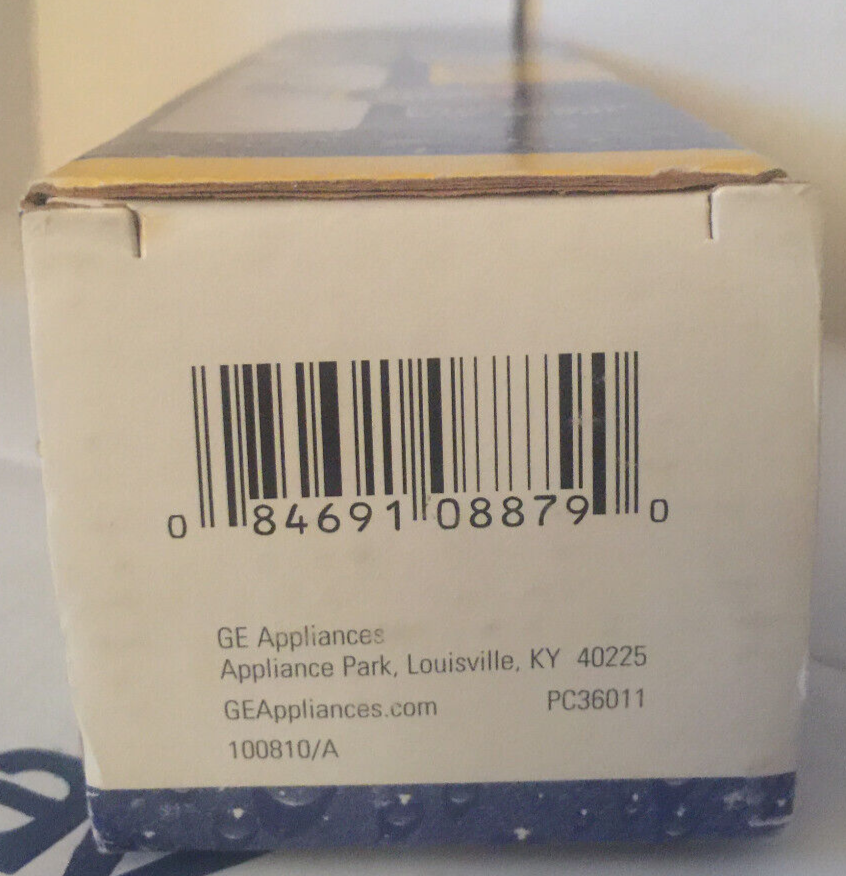 0 84691 08879 0
GE Appliances
Appliance Park, Louisville, KY 40225
GEAppliances.com PC36011
100810/A